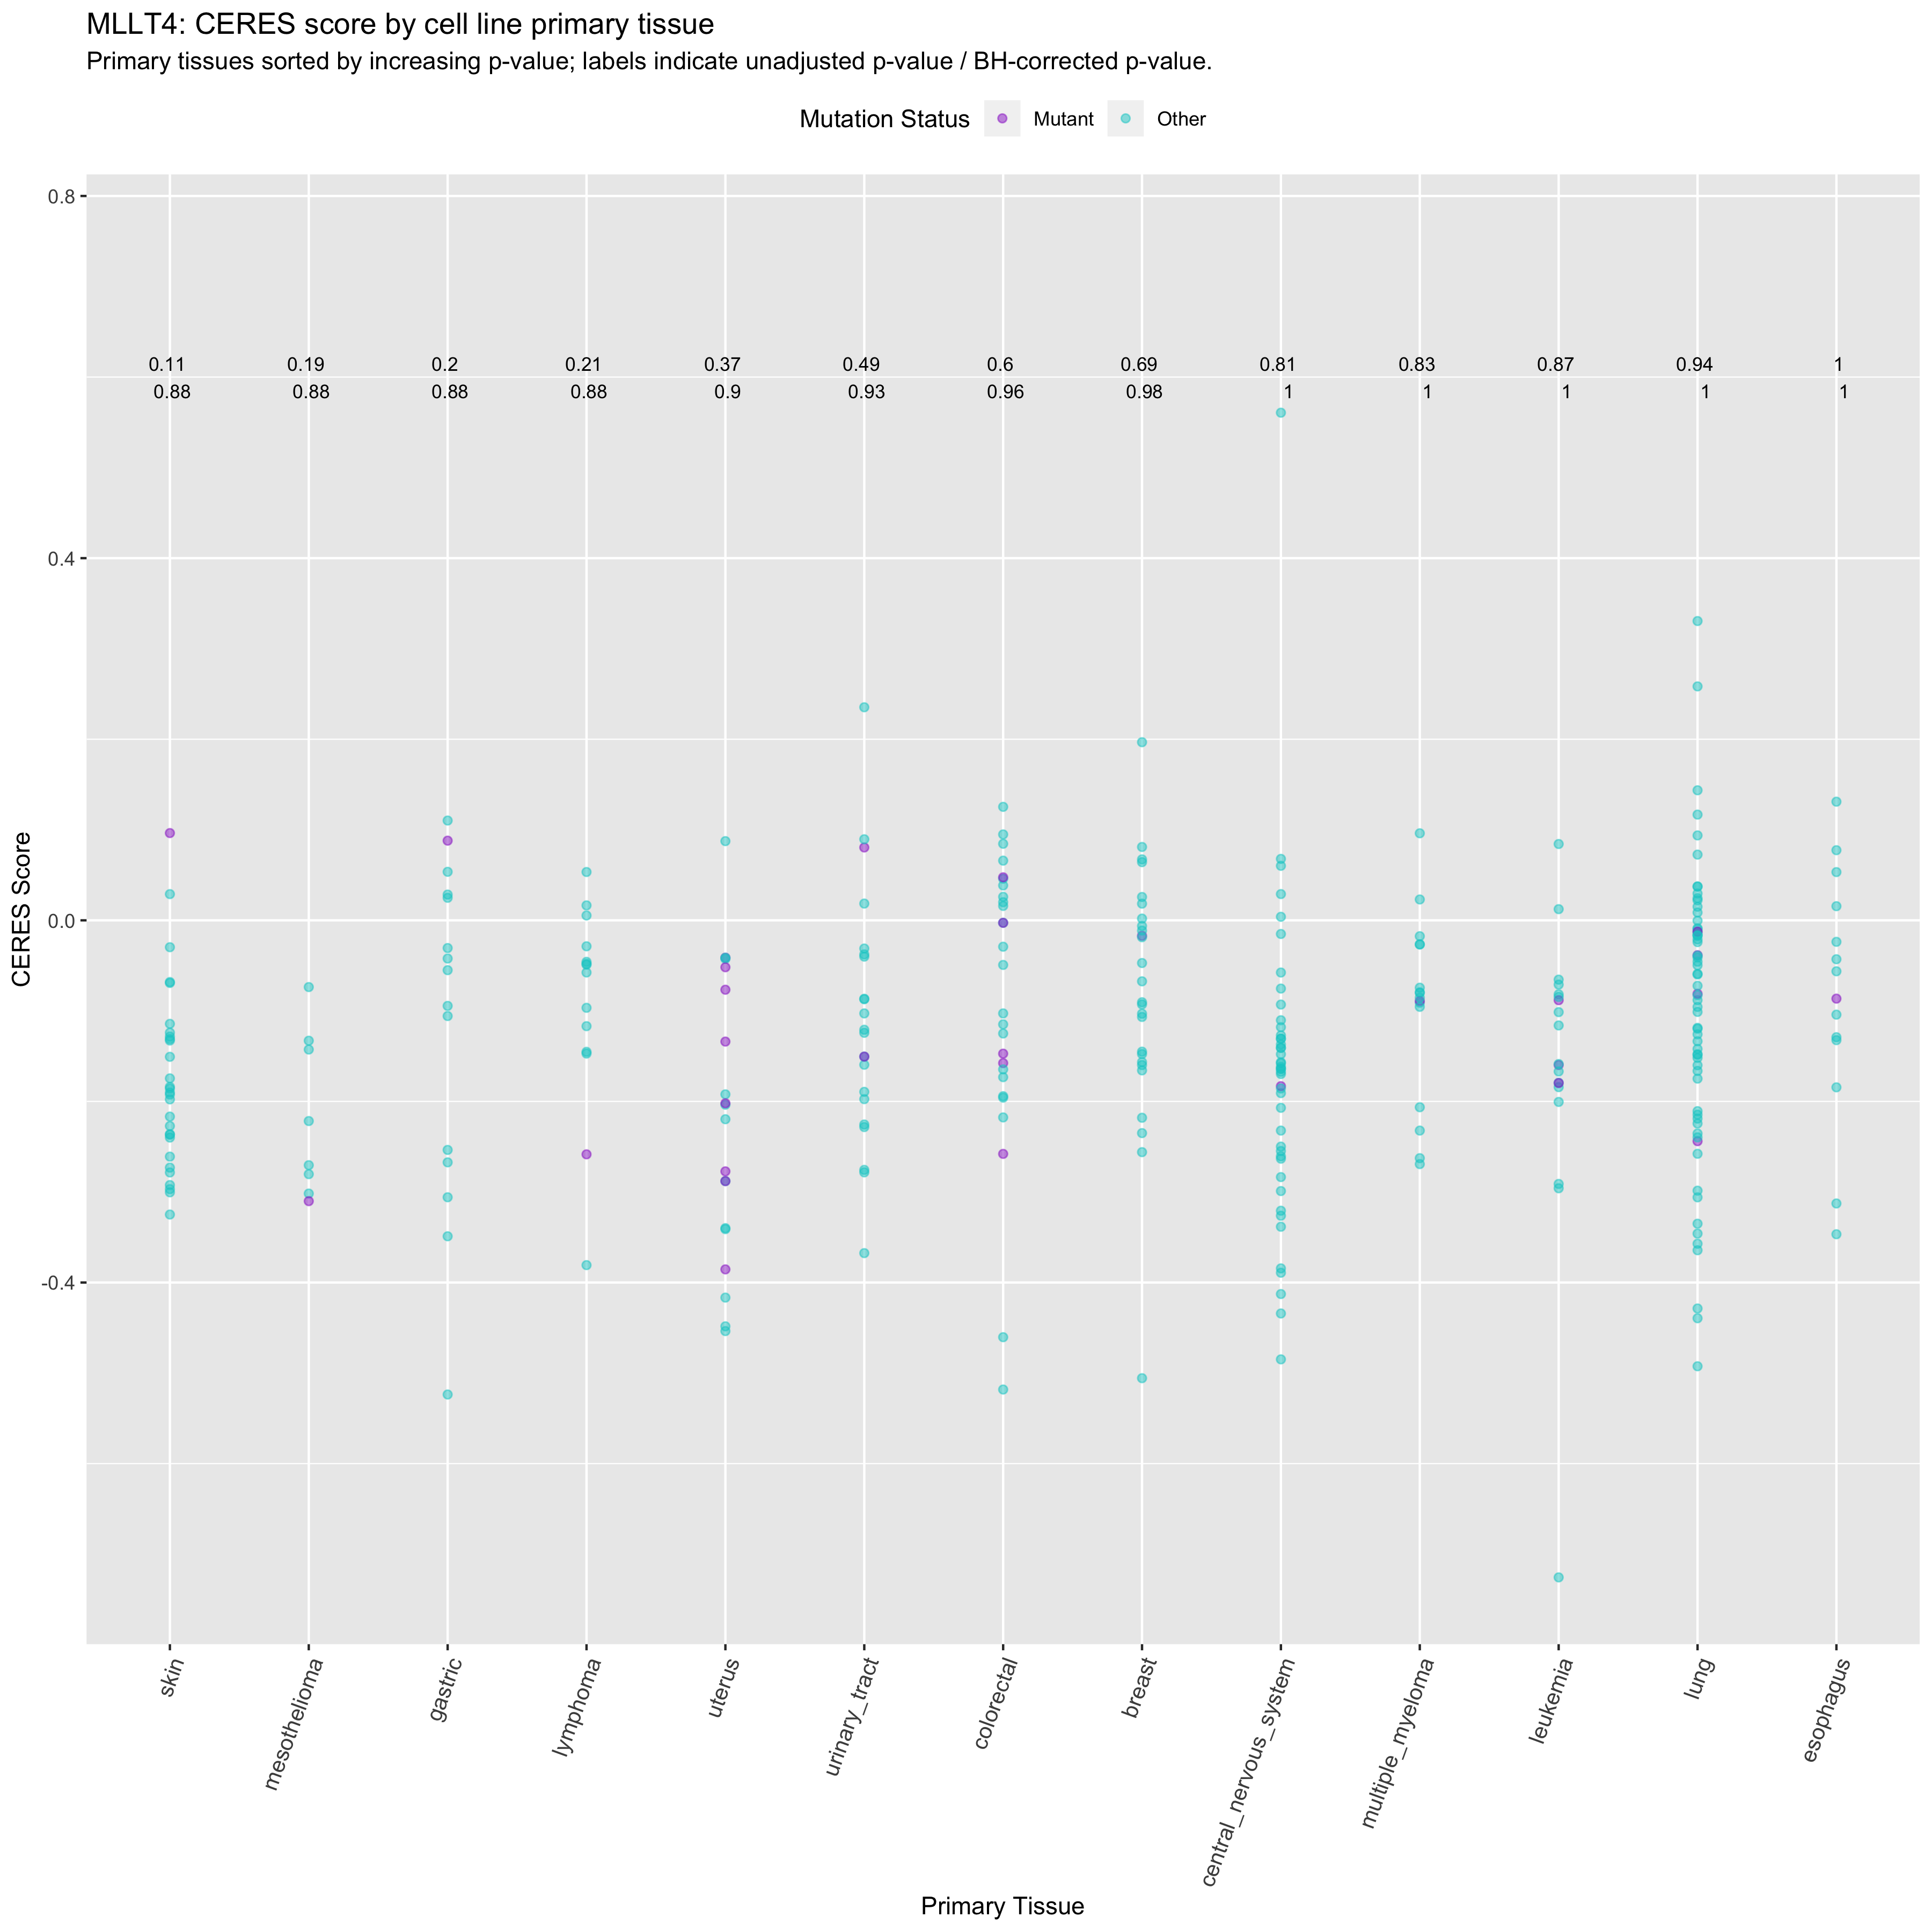 MLLT4: CERES score by cell line primary tissue
Primary tissues sorted by increasing p-value; labels indicate unadjusted p-value / BH-corrected p-value.
Mutation Status Mutant Other
0.8
0.11 0.19 0.2 0.21 0.37 0.49 0.6 0.69 0.81 0.83 0.87 0.94 1
0.88 0.88 0.88 0.88 0.9 0.93 0.96 0.98 1 1 1 1 1
0.4
CERES Score
0.0
-0.4
skin mesothelioma gastric lymphoma uterus urinary_tract colorectal breast central_nervous_system multiple_myeloma leukemia lung esophagus
Primary Tissue